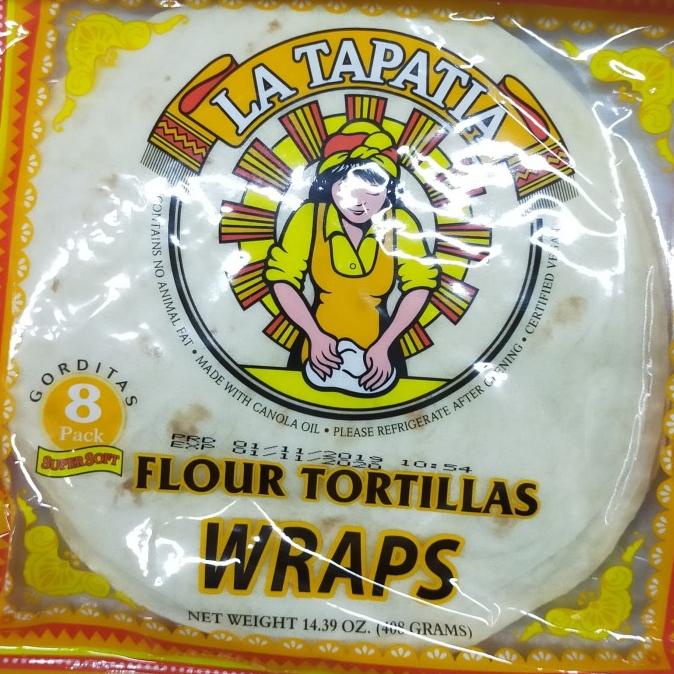 LA TAPATIA
CONTAINS NO ANIMAL FAT • MADE WITH CANOLA OIL • PLEASE REFRIGERATE AFTER OPENING • CERTIFIED
GORDITAS
8
Pack
SUPER SOFT
PRD 01/11/2019 10:54
EXP 01/11/2020
FLOUR TORTILLAS
WRAPS
NET WEIGHT 14.39 OZ. (408 GRAMS)